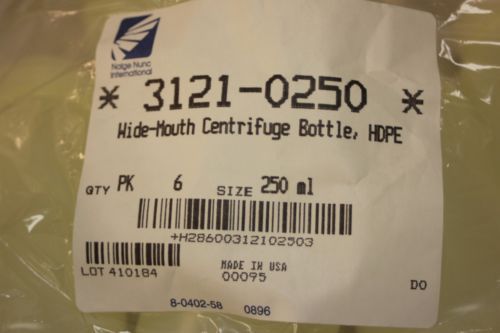 Nalge Nunc
International
* 3121-0250 *
Wide-Mouth Centrifuge Bottle, HDPE
QTY PK 6 SIZE 250 ml
+H28600312102503
LOT 410184
MADE IN USA
00095
DO
8-0402-58 0896